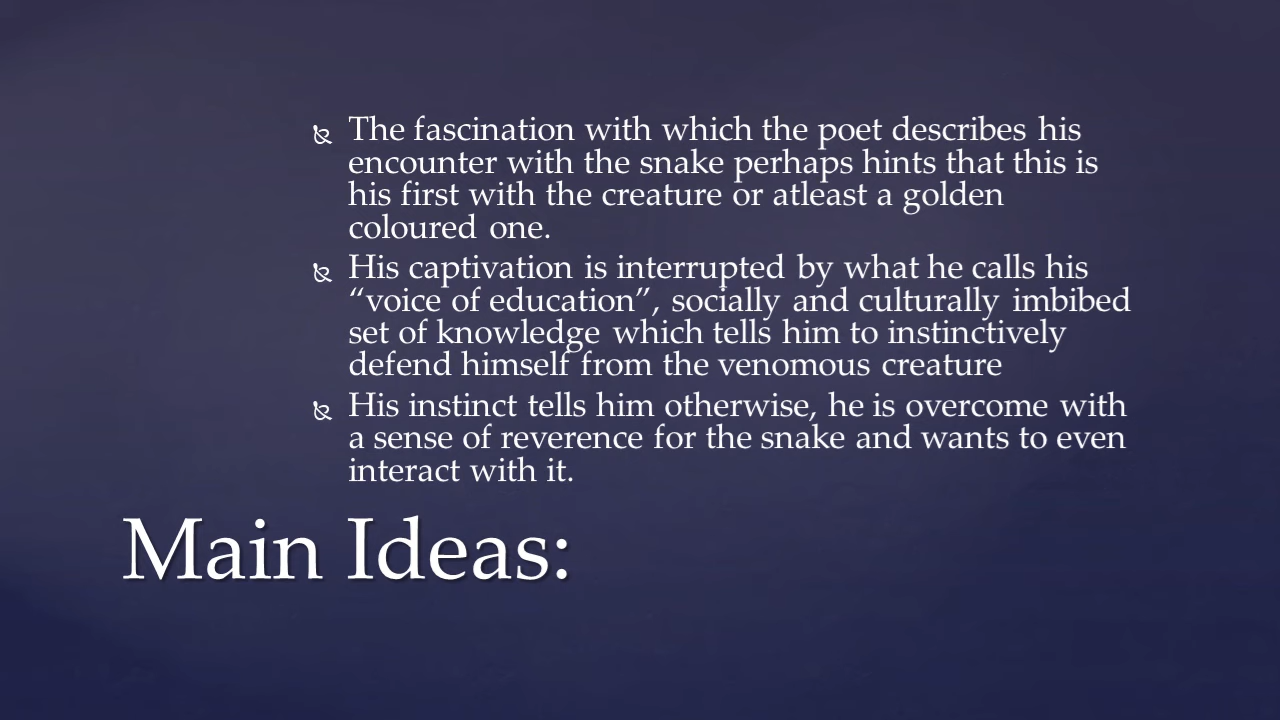 The fascination with which the poet describes his
encounter with the snake perhaps hints that this is
his first with the creature or atleast a golden
coloured one.
His captivation is interrupted by what he calls his
“voice of education”, socially and culturally imbibed
set of knowledge which tells him to instinctively
defend himself from the venomous creature
His instinct tells him otherwise, he is overcome with
a sense of reverence for the snake and wants to even
interact with it.
Main Ideas: